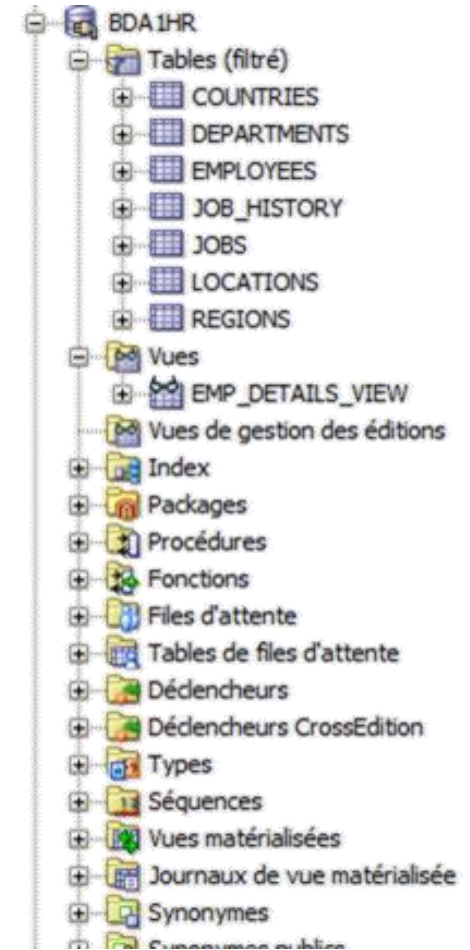 BDA1HR
Tables (filtré)
COUNTRIES
DEPARTMENTS
EMPLOYEES
JOB_HISTORY
JOBS
LOCATIONS
REGIONS
Vues
EMP_DETAILS_VIEW
Vues de gestion des éditions
Index
Packages
Procédures
Fonctions
Files d'attente
Tables de files d'attente
Déclencheurs
Déclencheurs CrossEdition
Types
Séquences
Vues matérialisées
Journaux de vue matérialisée
Synonymes
Synonymes publics